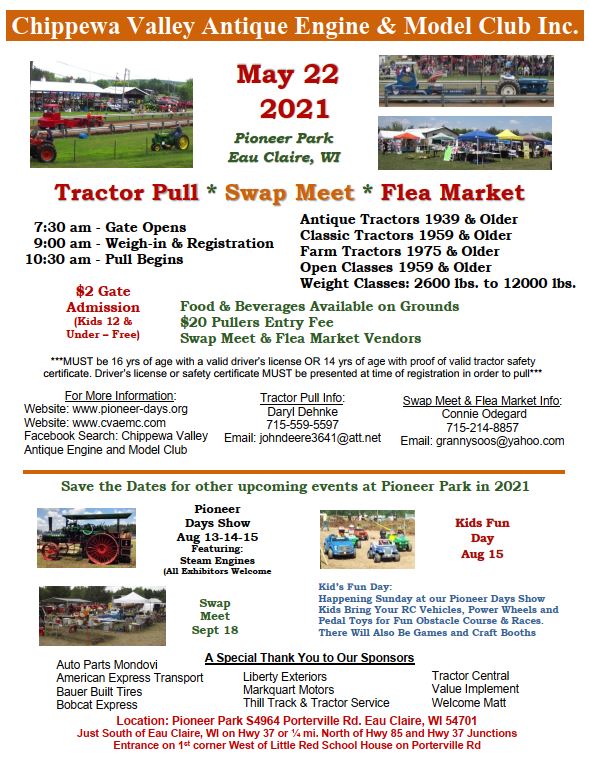 Chippewa Valley Antique Engine & Model Club Inc.
May 22
2021
Pioneer Park
Eau Claire, WI
Tractor Pull * Swap Meet * Flea Market
7:30 am - Gate Opens
9:00 am - Weigh-in & Registration
10:30 am - Pull Begins
Antique Tractors 1939 & Older
Classic Tractors 1959 & Older
Farm Tractors 1975 & Older
Open Classes 1959 & Older
Weight Classes: 2600 lbs. to 12000 lbs.
$2 Gate
Admission
(Kids 12 &
Under – Free)
Food & Beverages Available on Grounds
$20 Pullers Entry Fee
Swap Meet & Flea Market Vendors
***MUST be 16 yrs of age with a valid driver's license OR 14 yrs of age with proof of valid tractor safety
certificate. Driver's license or safety certificate MUST be presented at time of registration in order to pull***
For More Information:
Website: www.pioneer-days.org
Website: www.cvaemc.com
Facebook Search: Chippewa Valley
Antique Engine and Model Club
Tractor Pull Info:
Daryl Dehnke
715-559-5597
Email: johndeere3641@att.net
Swap Meet & Flea Market Info:
Connie Odegard
715-214-8857
Email: grannysoos@yahoo.com
Save the Dates for other upcoming events at Pioneer Park in 2021
Pioneer
Days Show
Aug 13-14-15
Featuring:
Steam Engines
(All Exhibitors Welcome
Kids Fun
Day
Aug 15
Swap
Meet
Sept 18
Kid's Fun Day:
Happening Sunday at our Pioneer Days Show
Kids Bring Your RC Vehicles, Power Wheels and
Pedal Toys for Fun Obstacle Course & Races.
There Will Also Be Games and Craft Booths
A Special Thank You to Our Sponsors
Auto Parts Mondovi
American Express Transport
Bauer Built Tires
Bobcat Express
Liberty Exteriors
Markquart Motors
Thill Track & Tractor Service
Tractor Central
Value Implement
Welcome Matt
Location: Pioneer Park S4964 Porterville Rd. Eau Claire, WI 54701
Just South of Eau Claire, WI on Hwy 37 or ¼ mi. North of Hwy 85 and Hwy 37 Junctions
Entrance on 1st corner West of Little Red School House on Porterville Rd